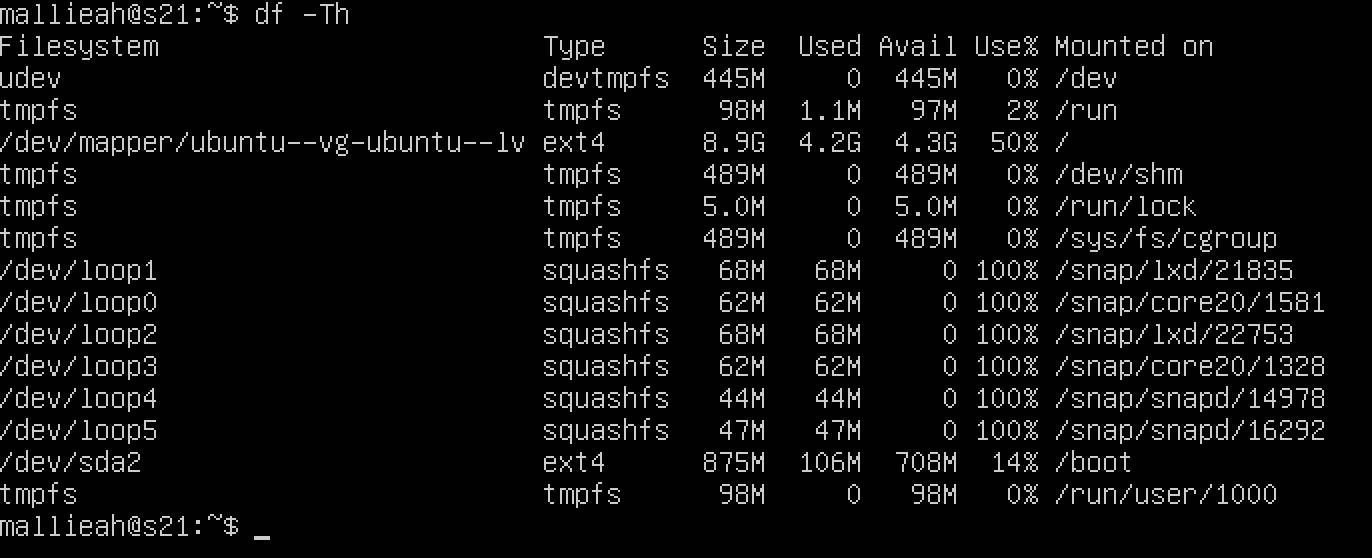 mallieah@s21:~$ df -Th
Filesystem                        Type      Size  Used Avail Use% Mounted on
udev                              devtmpfs  445M     0  445M   0% /dev
tmpfs                             tmpfs      98M  1.1M   97M   2% /run
/dev/mapper/ubuntu--vg-ubuntu--lv ext4      8.9G  4.2G  4.3G  50% /
tmpfs                             tmpfs     489M     0  489M   0% /dev/shm
tmpfs                             tmpfs     5.0M     0  5.0M   0% /run/lock
tmpfs                             tmpfs     489M     0  489M   0% /sys/fs/cgroup
/dev/loop1                        squashfs   68M   68M     0 100% /snap/lxd/21835
/dev/loop0                        squashfs   62M   62M     0 100% /snap/core20/1581
/dev/loop2                        squashfs   68M   68M     0 100% /snap/lxd/22753
/dev/loop3                        squashfs   62M   62M     0 100% /snap/core20/1328
/dev/loop4                        squashfs   44M   44M     0 100% /snap/snapd/14978
/dev/loop5                        squashfs   47M   47M     0 100% /snap/snapd/16292
/dev/sda2                         ext4      875M  106M  708M  14% /boot
tmpfs                             tmpfs      98M     0   98M   0% /run/user/1000
mallieah@s21:~$ _